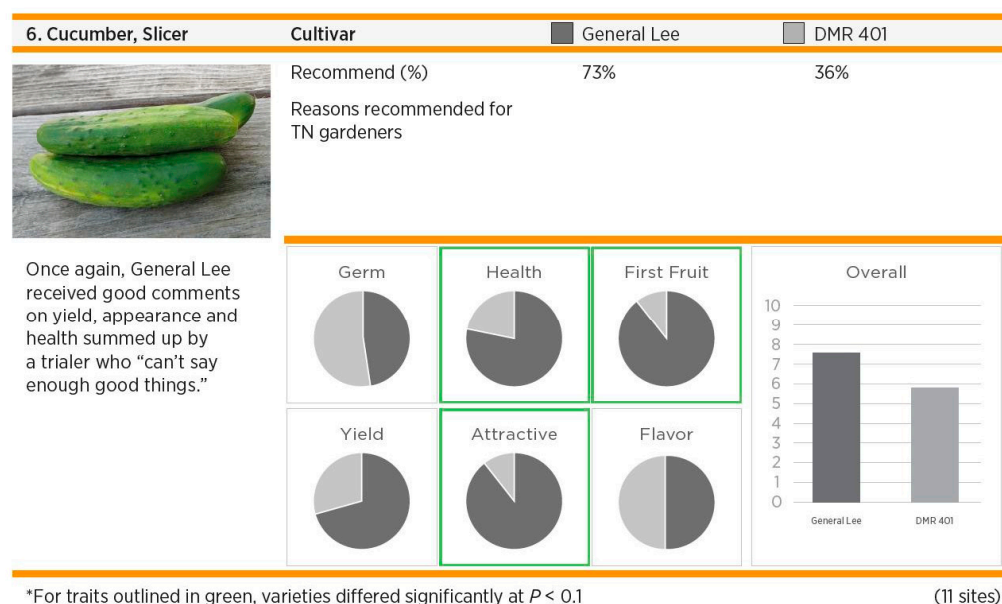 6. Cucumber, Slicer Cultivar General Lee DMR 401
Recommend (%) 73% 36%
Reasons recommended for
TN gardeners
Once again, General Lee
received good comments
on yield, appearance and
health summed up by
a trialer who “can’t say
enough good things.”
Germ Health First Fruit
Yield Attractive Flavor
Overall
10
9
8
7
6
5
4
3
2
1
0
General Lee DMR 401
*For traits outlined in green, varieties differed significantly at P < 0.1 (11 sites)